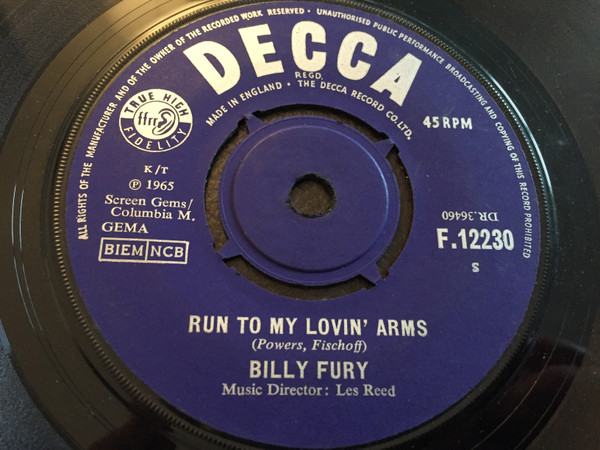 ALL RIGHTS OF THE MANUFACTURER AND OF THE OWNER OF THE RECORDED WORK RESERVED · UNAUTHORISED PUBLIC PERFORMANCE BROADCASTING AND COPYING OF THIS RECORD PROHIBITED
DECCA
REGD.
MADE IN ENGLAND · THE DECCA RECORD CO. LTD.
TRUE HIGH
ffrr
FIDELITY
45 RPM
K/T
℗ 1965
Screen Gems/
Columbia M.
GEMA
BIEM NCB
DR.36460
F.12230
S
RUN TO MY LOVIN' ARMS
(Powers, Fischoff)
BILLY FURY
Music Director: Les Reed